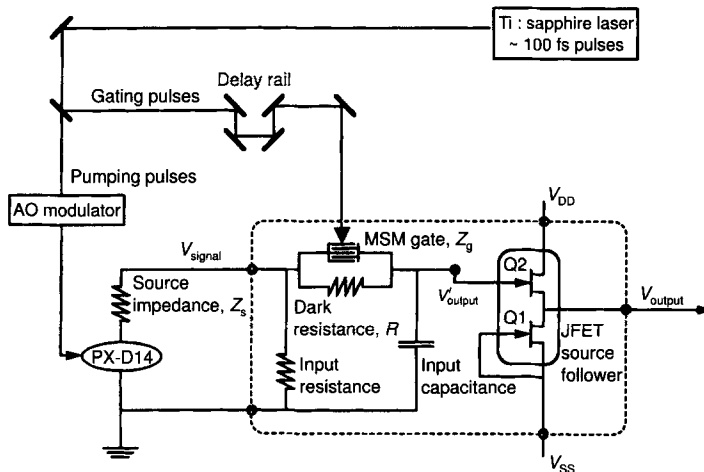 Ti : sapphire laser
~ 100 fs pulses
Delay rail
Gating pulses
Pumping pulses
AO modulator
V_DD
MSM gate, Z_g
V_signal
Q2
Source
impedance, Z_s
Dark
resistance, R
V'_output
V_output
Q1
JFET
source
follower
PX-D14
Input
resistance
Input
capacitance
V_SS